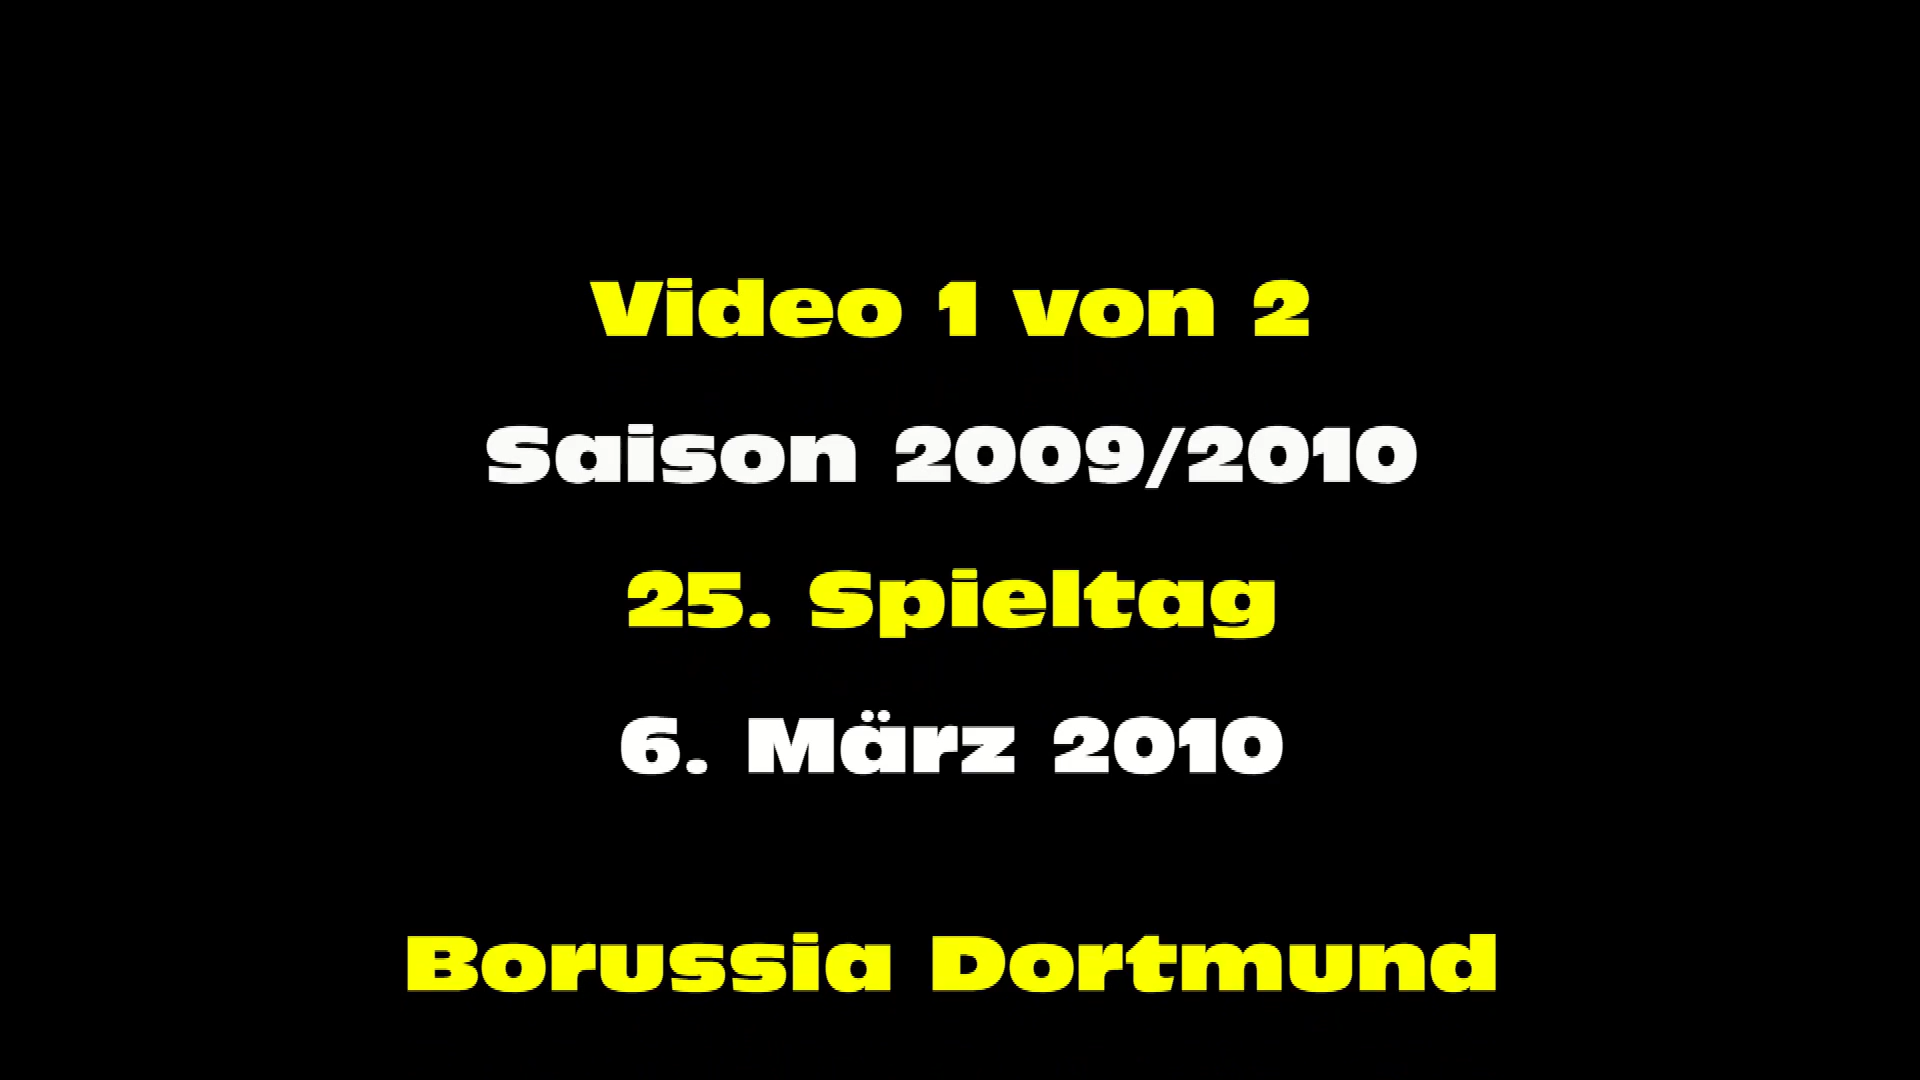 Video 1 von 2
Saison 2009/2010
25. Spieltag
6. März 2010
Borussia Dortmund